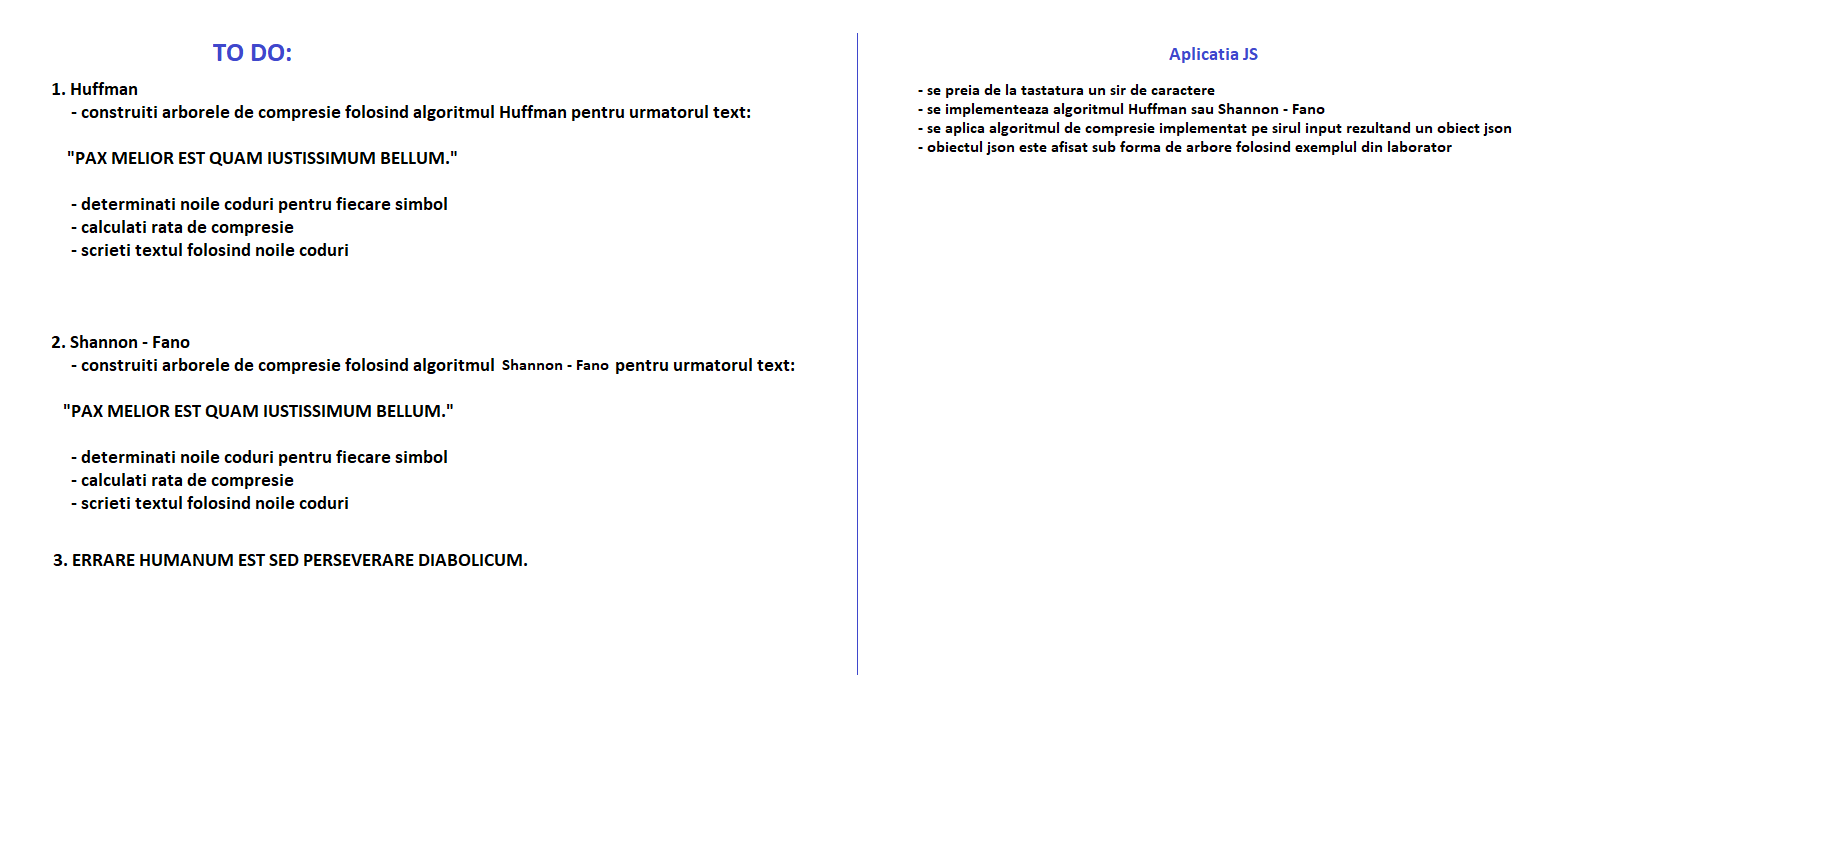 TO DO:
1. Huffman
- construiti arborele de compresie folosind algoritmul Huffman pentru urmatorul text:
"PAX MELIOR EST QUAM IUSTISSIMUM BELLUM."
- determinati noile coduri pentru fiecare simbol
- calculati rata de compresie
- scrieti textul folosind noile coduri
2. Shannon - Fano
- construiti arborele de compresie folosind algoritmul Shannon - Fano pentru urmatorul text:
"PAX MELIOR EST QUAM IUSTISSIMUM BELLUM."
- determinati noile coduri pentru fiecare simbol
- calculati rata de compresie
- scrieti textul folosind noile coduri
3. ERRARE HUMANUM EST SED PERSEVERARE DIABOLICUM.
Aplicatia JS
- se preia de la tastatura un sir de caractere
- se implementeaza algoritmul Huffman sau Shannon - Fano
- se aplica algoritmul de compresie implementat pe sirul input rezultand un obiect json
- obiectul json este afisat sub forma de arbore folosind exemplul din laborator